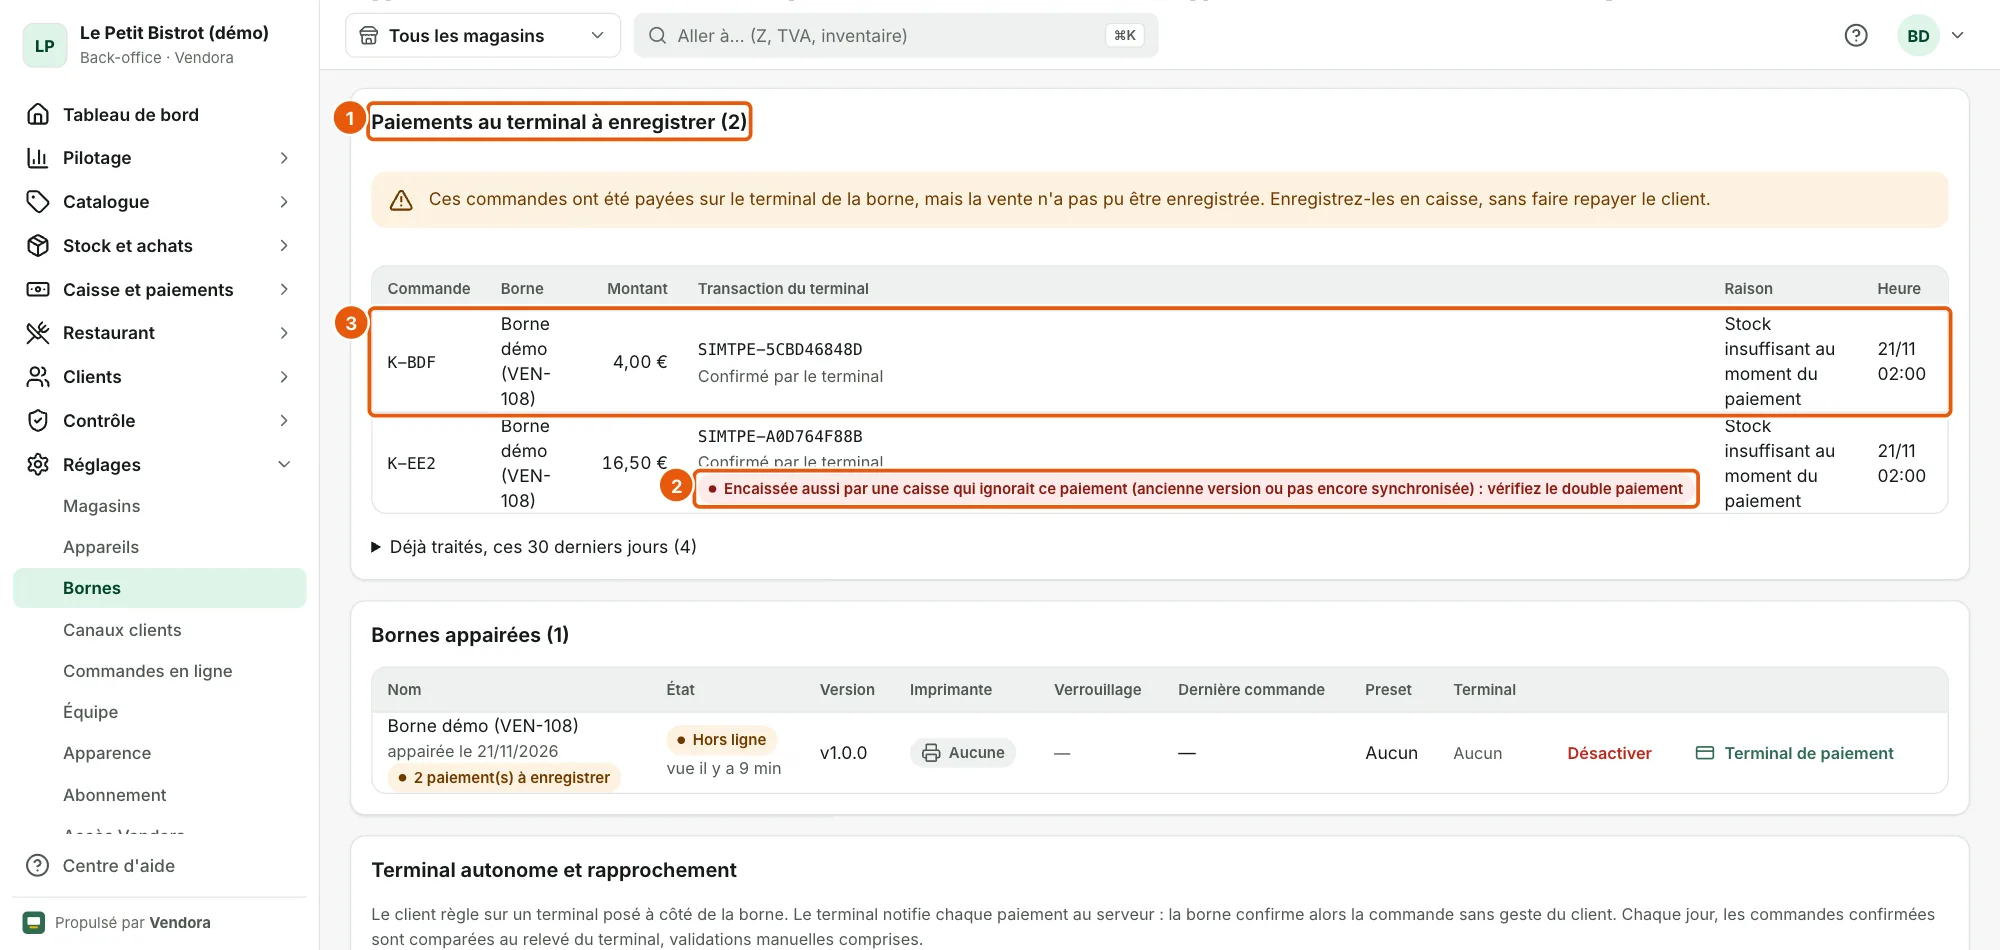 LP
Le Petit Bistrot (démo)
Back-office · Vendora
Tous les magasins
Aller à... (Z, TVA, inventaire)
⌘K
BD
Tableau de bord
Pilotage
Catalogue
Stock et achats
Caisse et paiements
Restaurant
Clients
Contrôle
Réglages
Magasins
Appareils
Bornes
Canaux clients
Commandes en ligne
Équipe
Apparence
Abonnement
Accès Vendora
Centre d'aide
Propulsé par Vendora
1
Paiements au terminal à enregistrer (2)
Ces commandes ont été payées sur le terminal de la borne, mais la vente n'a pas pu être enregistrée. Enregistrez-les en caisse, sans faire repayer le client.
Commande Borne Montant Transaction du terminal Raison Heure
3
K-BDF
Borne
démo
(VEN-
108)
4,00 €
SIMTPE-5CBD46848D
Confirmé par le terminal
Stock
insuffisant au
moment du
paiement
21/11
02:00
K-EE2
Borne
démo
(VEN-
108)
16,50 €
SIMTPE-A0D764F88B
Confirmé par le terminal
2
Encaissée aussi par une caisse qui ignorait ce paiement (ancienne version ou pas encore synchronisée) : vérifiez le double paiement
Stock
insuffisant au
moment du
paiement
21/11
02:00
Déjà traités, ces 30 derniers jours (4)
Bornes appairées (1)
Nom État Version Imprimante Verrouillage Dernière commande Preset Terminal
Borne démo (VEN-108)
appairée le 21/11/2026
2 paiement(s) à enregistrer
Hors ligne
vue il y a 9 min
v1.0.0
Aucune
—
—
Aucun
Aucun
Désactiver
Terminal de paiement
Terminal autonome et rapprochement
Le client règle sur un terminal posé à côté de la borne. Le terminal notifie chaque paiement au serveur : la borne confirme alors la commande sans geste du client. Chaque jour, les commandes confirmées
sont comparées au relevé du terminal, validations manuelles comprises.